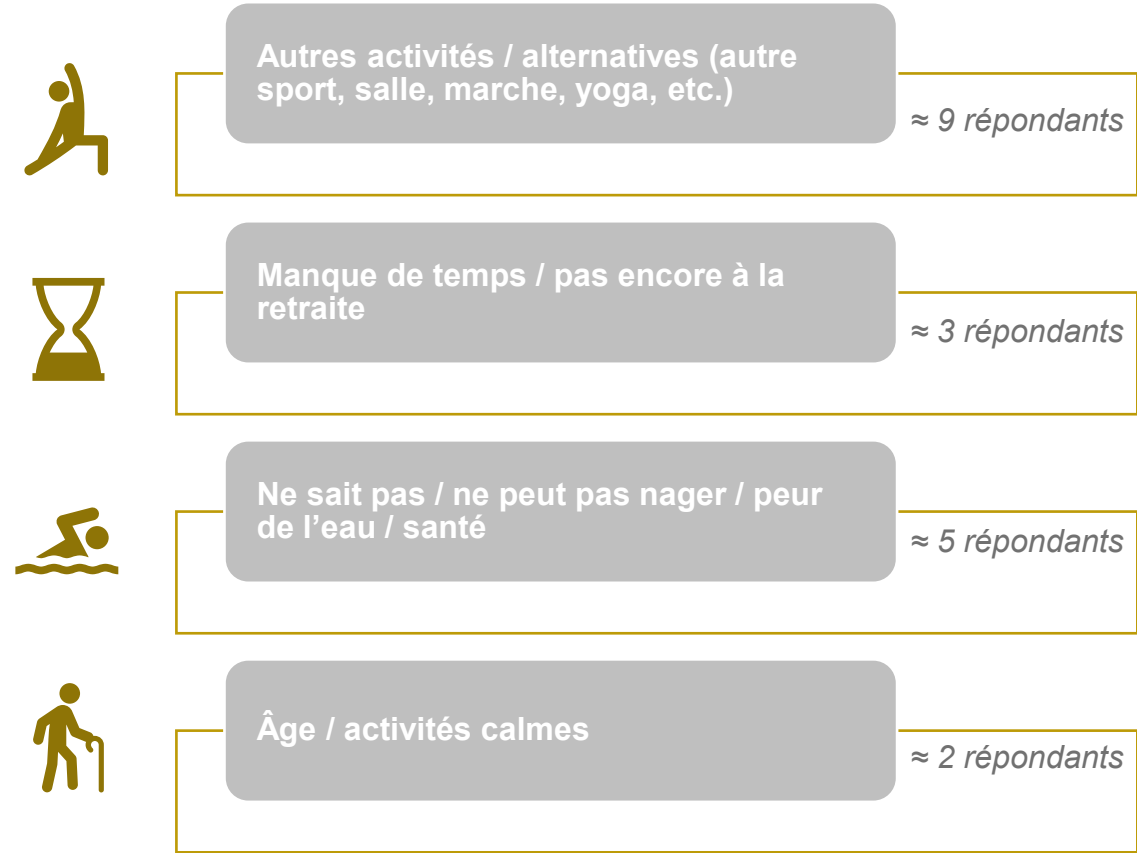 Autres activités / alternatives (autre
sport, salle, marche, yoga, etc.)
≈ 9 répondants
Manque de temps / pas encore à la
retraite
≈ 3 répondants
Ne sait pas / ne peut pas nager / peur
de l’eau / santé
≈ 5 répondants
Âge / activités calmes
≈ 2 répondants